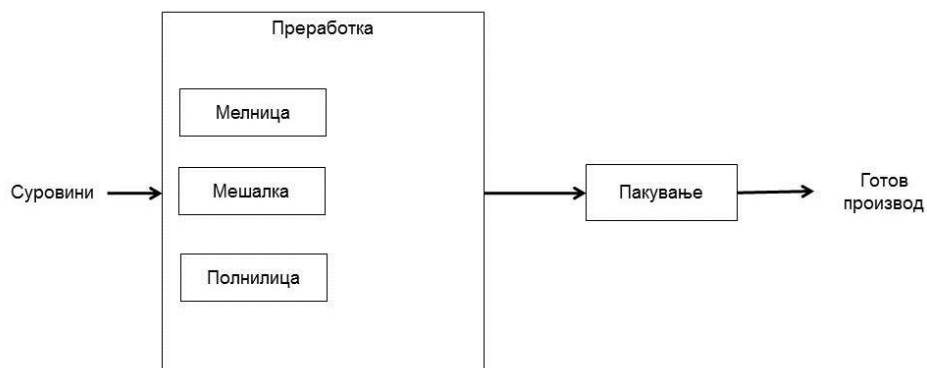 Преработка
Мелница
Суровини
Мешалка
Полнилица
Пакување
Готов
производ